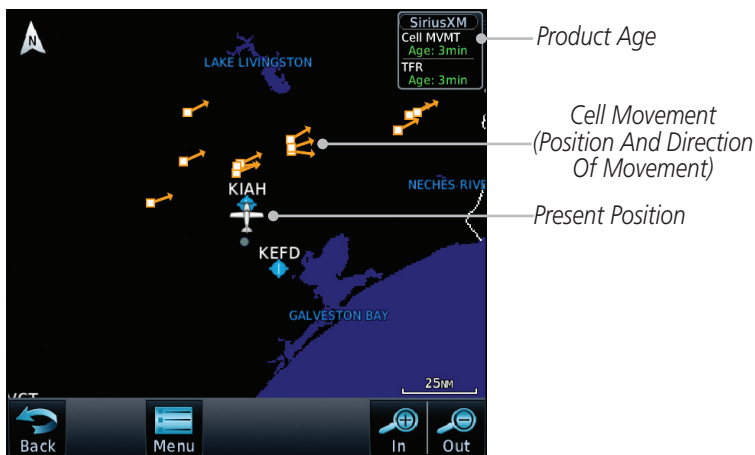 N
SiriusXM
Cell MVMT
Age: 3min
TFR
Age: 3min
Product Age
LAKE LIVINGSTON
Cell Movement
(Position And Direction
Of Movement)
NECHES RIVE
KIAH
Present Position
KEFD
GALVESTON BAY
25NM
Back
Menu
In
Out